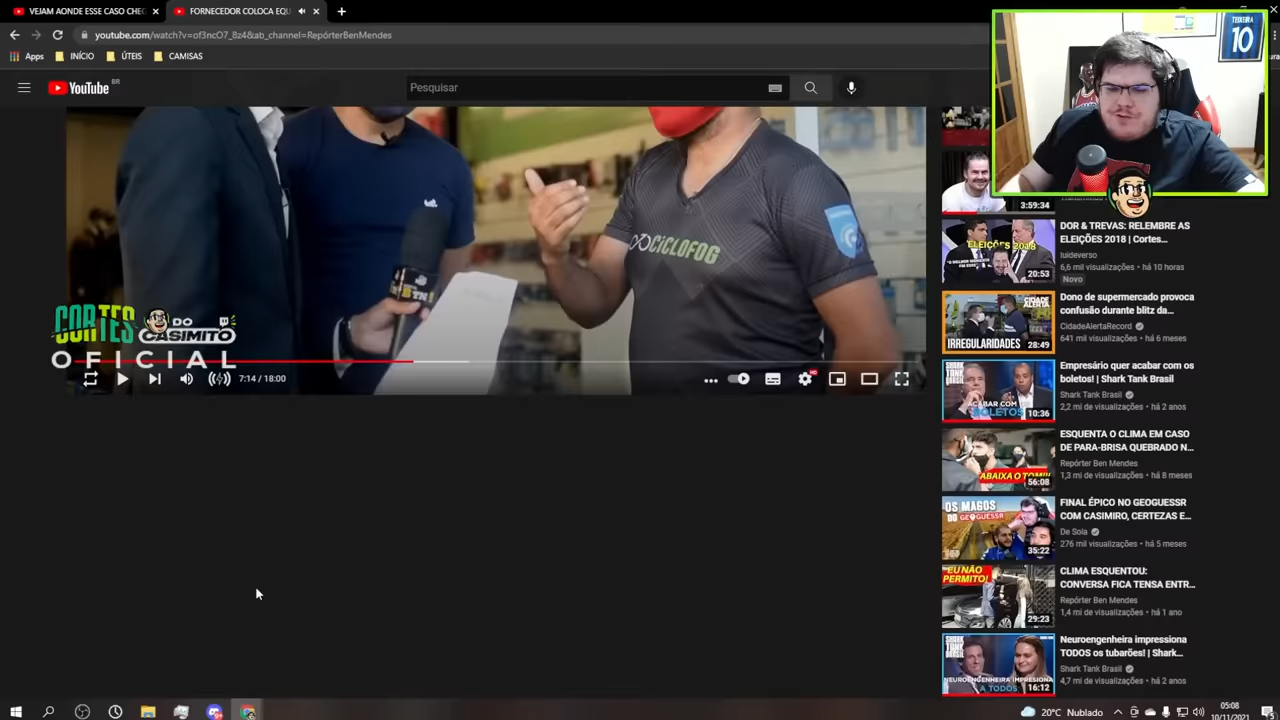 VEJAM AONDE ESSE CASO CHEG
FORNECEDOR COLOCA EQU
youtube.com/watch?v=of3ncO7_8z4&ab_channel=RepórterBenMendes
Apps
INÍCIO
ÚTEIS
CAMISAS
YouTube BR
Pesquisar
TEIXEIRA
10
CICLOFOG
CORTES
DO
CASIMITO
OFICIAL
7:14 / 18:00
HD
3:59:34
ELEIÇÕES 2018
20:53
DOR & TREVAS: RELEMBRE AS
ELEIÇÕES 2018 | Cortes...
luideverso
6,6 mil visualizações • há 10 horas
Novo
CIDADE
ALERTA
IRREGULARIDADES
28:49
Dono de supermercado provoca
confusão durante blitz da...
CidadeAlertaRecord
641 mil visualizações • há 6 meses
SHARK
TANK
BRASIL
ACABAR COM
BOLETOS
10:36
Empresário quer acabar com os
boletos! | Shark Tank Brasil
Shark Tank Brasil
2,2 mi de visualizações • há 2 anos
ABAIXA O TOM!!!
56:08
ESQUENTA O CLIMA EM CASO
DE PARA-BRISA QUEBRADO N...
Repórter Ben Mendes
1,3 mi de visualizações • há 8 meses
OS MAGOS
DO GEOGUESSR
35:22
FINAL ÉPICO NO GEOGUESSR
COM CASIMIRO, CERTEZAS E...
De Sola
276 mil visualizações • há 5 meses
EU NÃO
PERMITO!
29:23
CLIMA ESQUENTOU:
CONVERSA FICA TENSA ENTR...
Repórter Ben Mendes
1,4 mi de visualizações • há 1 ano
SHARK
TANK
BRASIL
NEUROENGENHEIRA IMPRESIONA
A TODOS
16:12
Neuroengenheira impressiona
TODOS os tubarões! | Shark...
Shark Tank Brasil
4,7 mi de visualizações • há 2 anos
20°C Nublado
05:08
10/11/2021